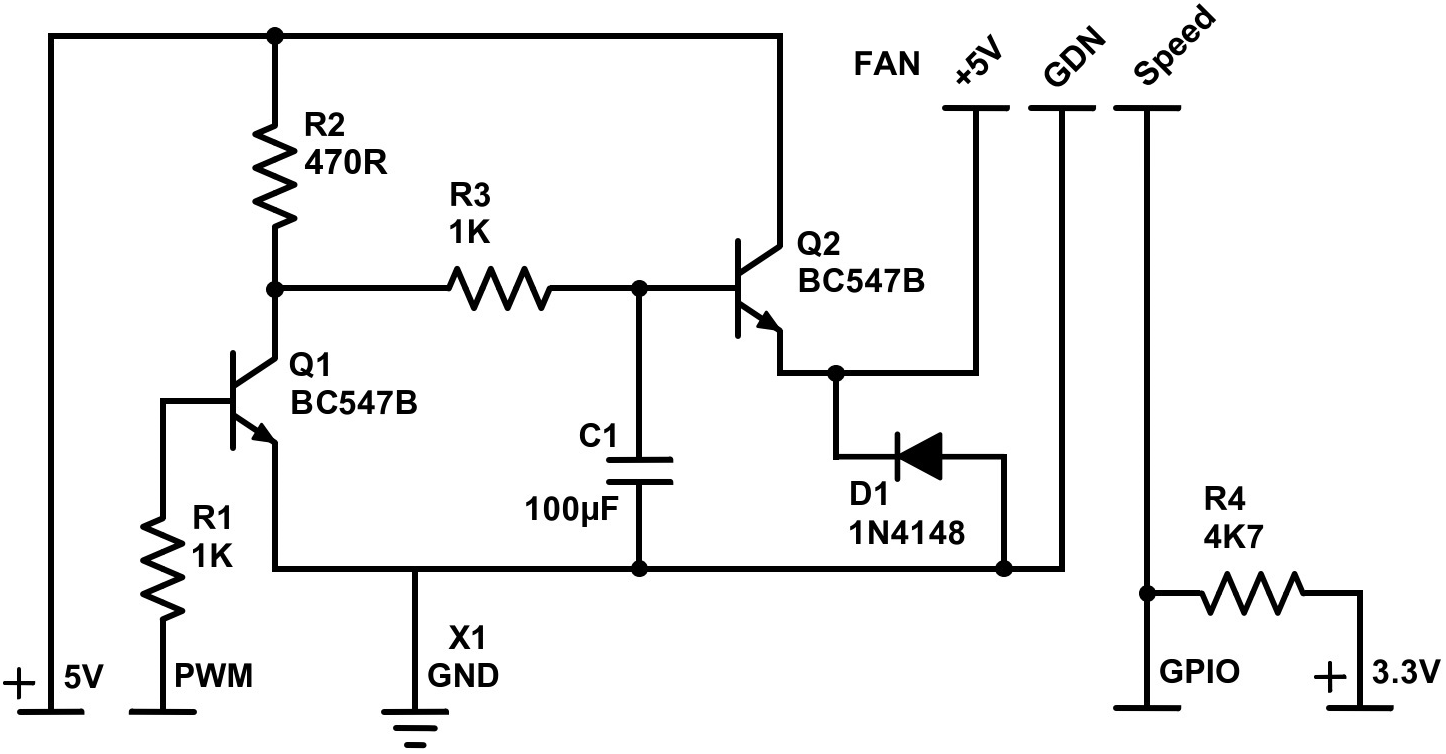 FAN
+5V
GDN
Speed
R2
470R
R3
1K
Q2
BC547B
Q1
BC547B
C1
100µF
D1
1N4148
R1
1K
R4
4K7
X1
GND
+ 5V
PWM
GPIO
+ 3.3V